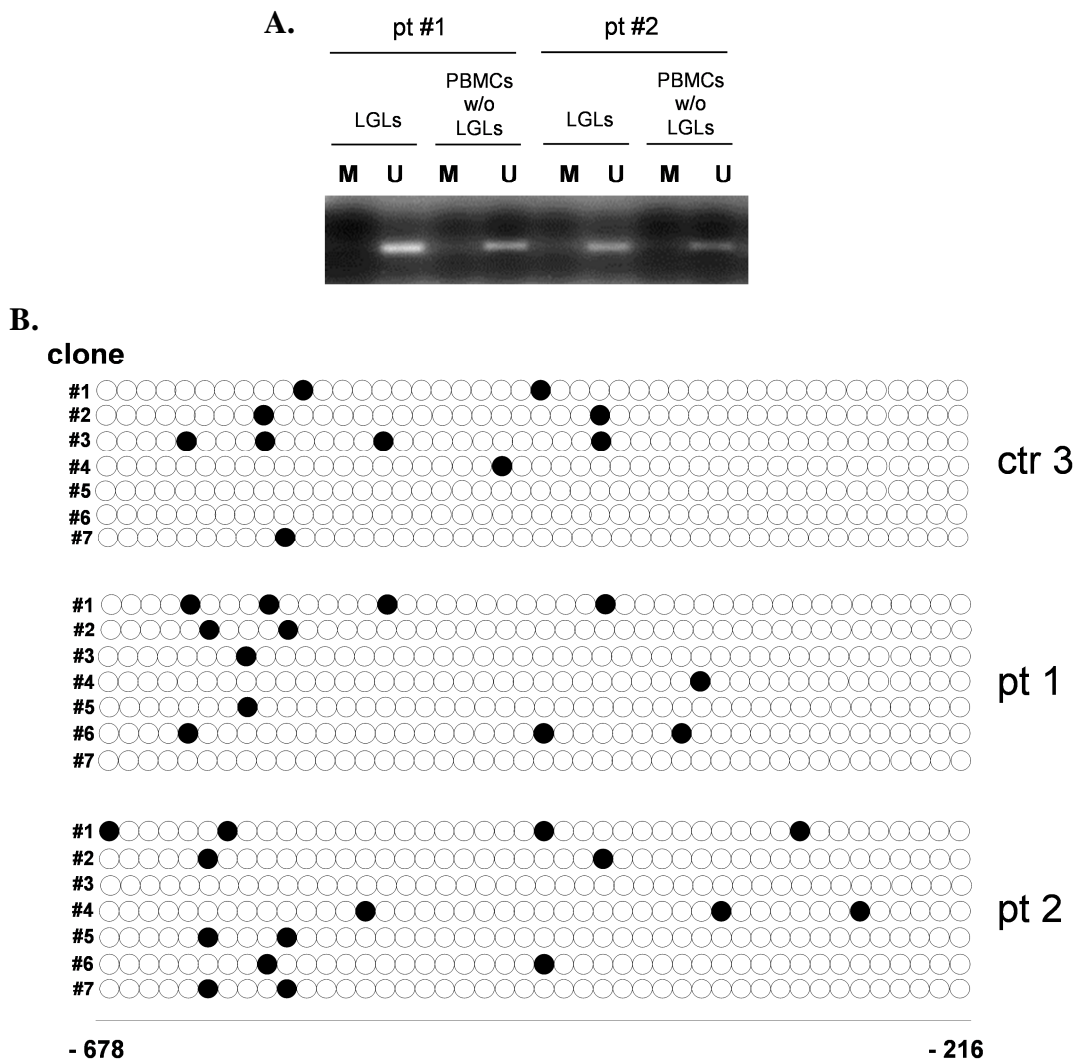 A.
pt #1 pt #2
LGLs PBMCs w/o LGLs LGLs PBMCs w/o LGLs
M U M U M U M U
B.
clone
#1
#2
#3
#4
#5
#6
#7
ctr 3
#1
#2
#3
#4
#5
#6
#7
pt 1
#1
#2
#3
#4
#5
#6
#7
pt 2
- 678 - 216